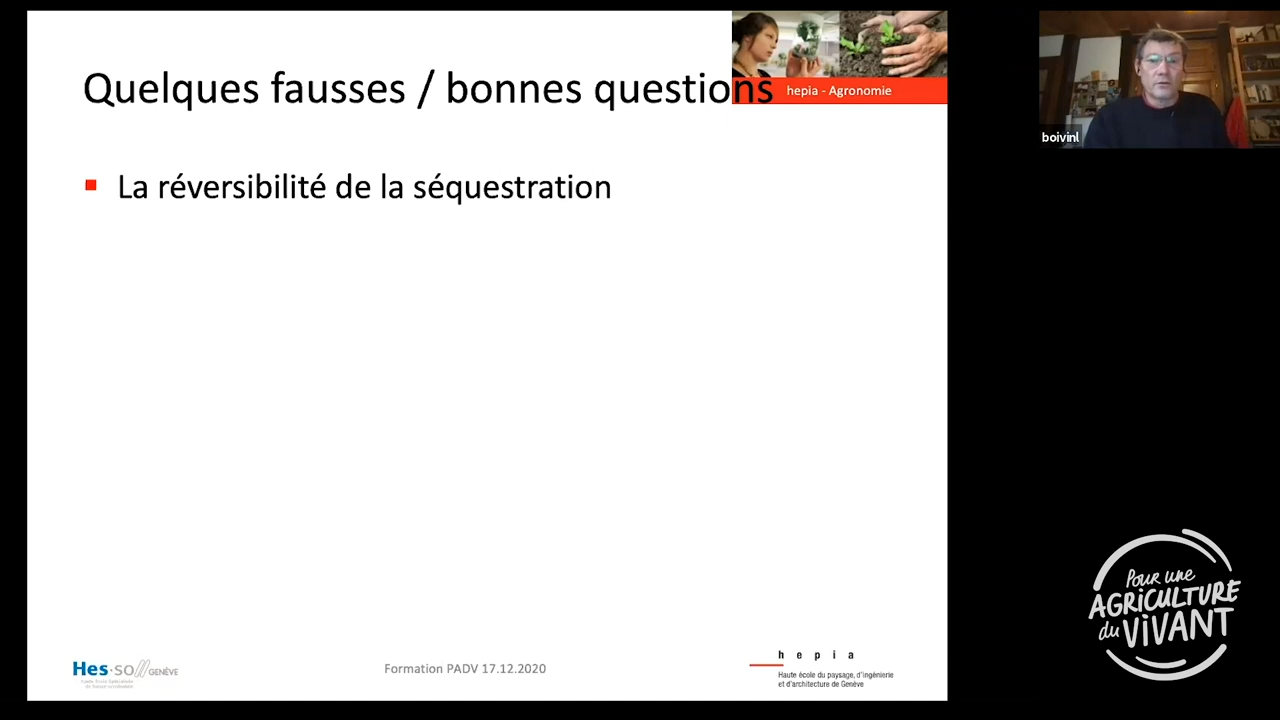 Quelques fausses / bonnes questions
hepia - Agronomie
La réversibilité de la séquestration
boivinl
Pour une
AGRiCULTURE
du ViVANT
Hes·so GENÈVE
Formation PADV 17.12.2020
h e p i a
Haute école du paysage, d'ingénierie
et d'architecture de Genève